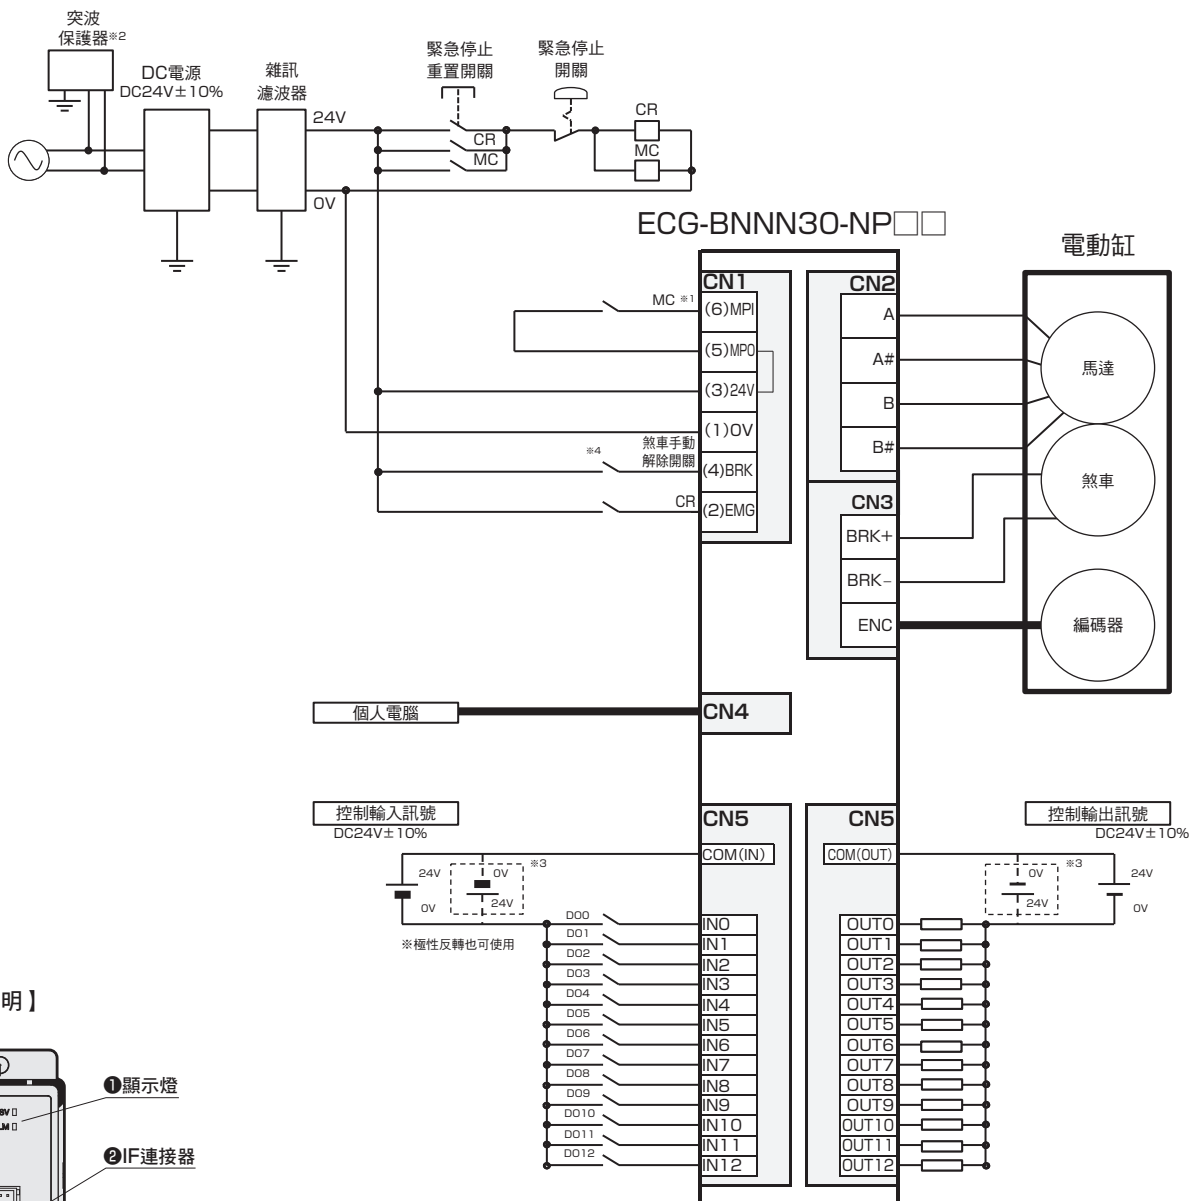 突波
保護器※2
DC電源
DC24V±10%
雜訊
濾波器
緊急停止
重置開關
緊急停止
開關
24V
CR
MC
CR
MC
0V
ECG-BNNN30-NP□□
電動缸
CN1
MC ※1
(6)MPI
(5)MPO
(3)24V
(1)0V
※4
煞車手動
解除開關
(4)BRK
CR
(2)EMG
CN2
A
A#
B
B#
CN3
BRK+
BRK−
ENC
馬達
煞車
編碼器
個人電腦
CN4
控制輸入訊號
DC24V±10%
CN5
COM(IN)
24V
0V
0V
24V
※3
※極性反轉也可使用
DO0
IN0
DO1
IN1
DO2
IN2
DO3
IN3
DO4
IN4
DO5
IN5
DO6
IN6
DO7
IN7
DO8
IN8
DO9
IN9
DO10
IN10
DO11
IN11
DO12
IN12
CN5
COM(OUT)
控制輸出訊號
DC24V±10%
0V
24V
※3
24V
0V
OUT0
OUT1
OUT2
OUT3
OUT4
OUT5
OUT6
OUT7
OUT8
OUT9
OUT10
OUT11
OUT12
明】
❶顯示燈
❷IF連接器